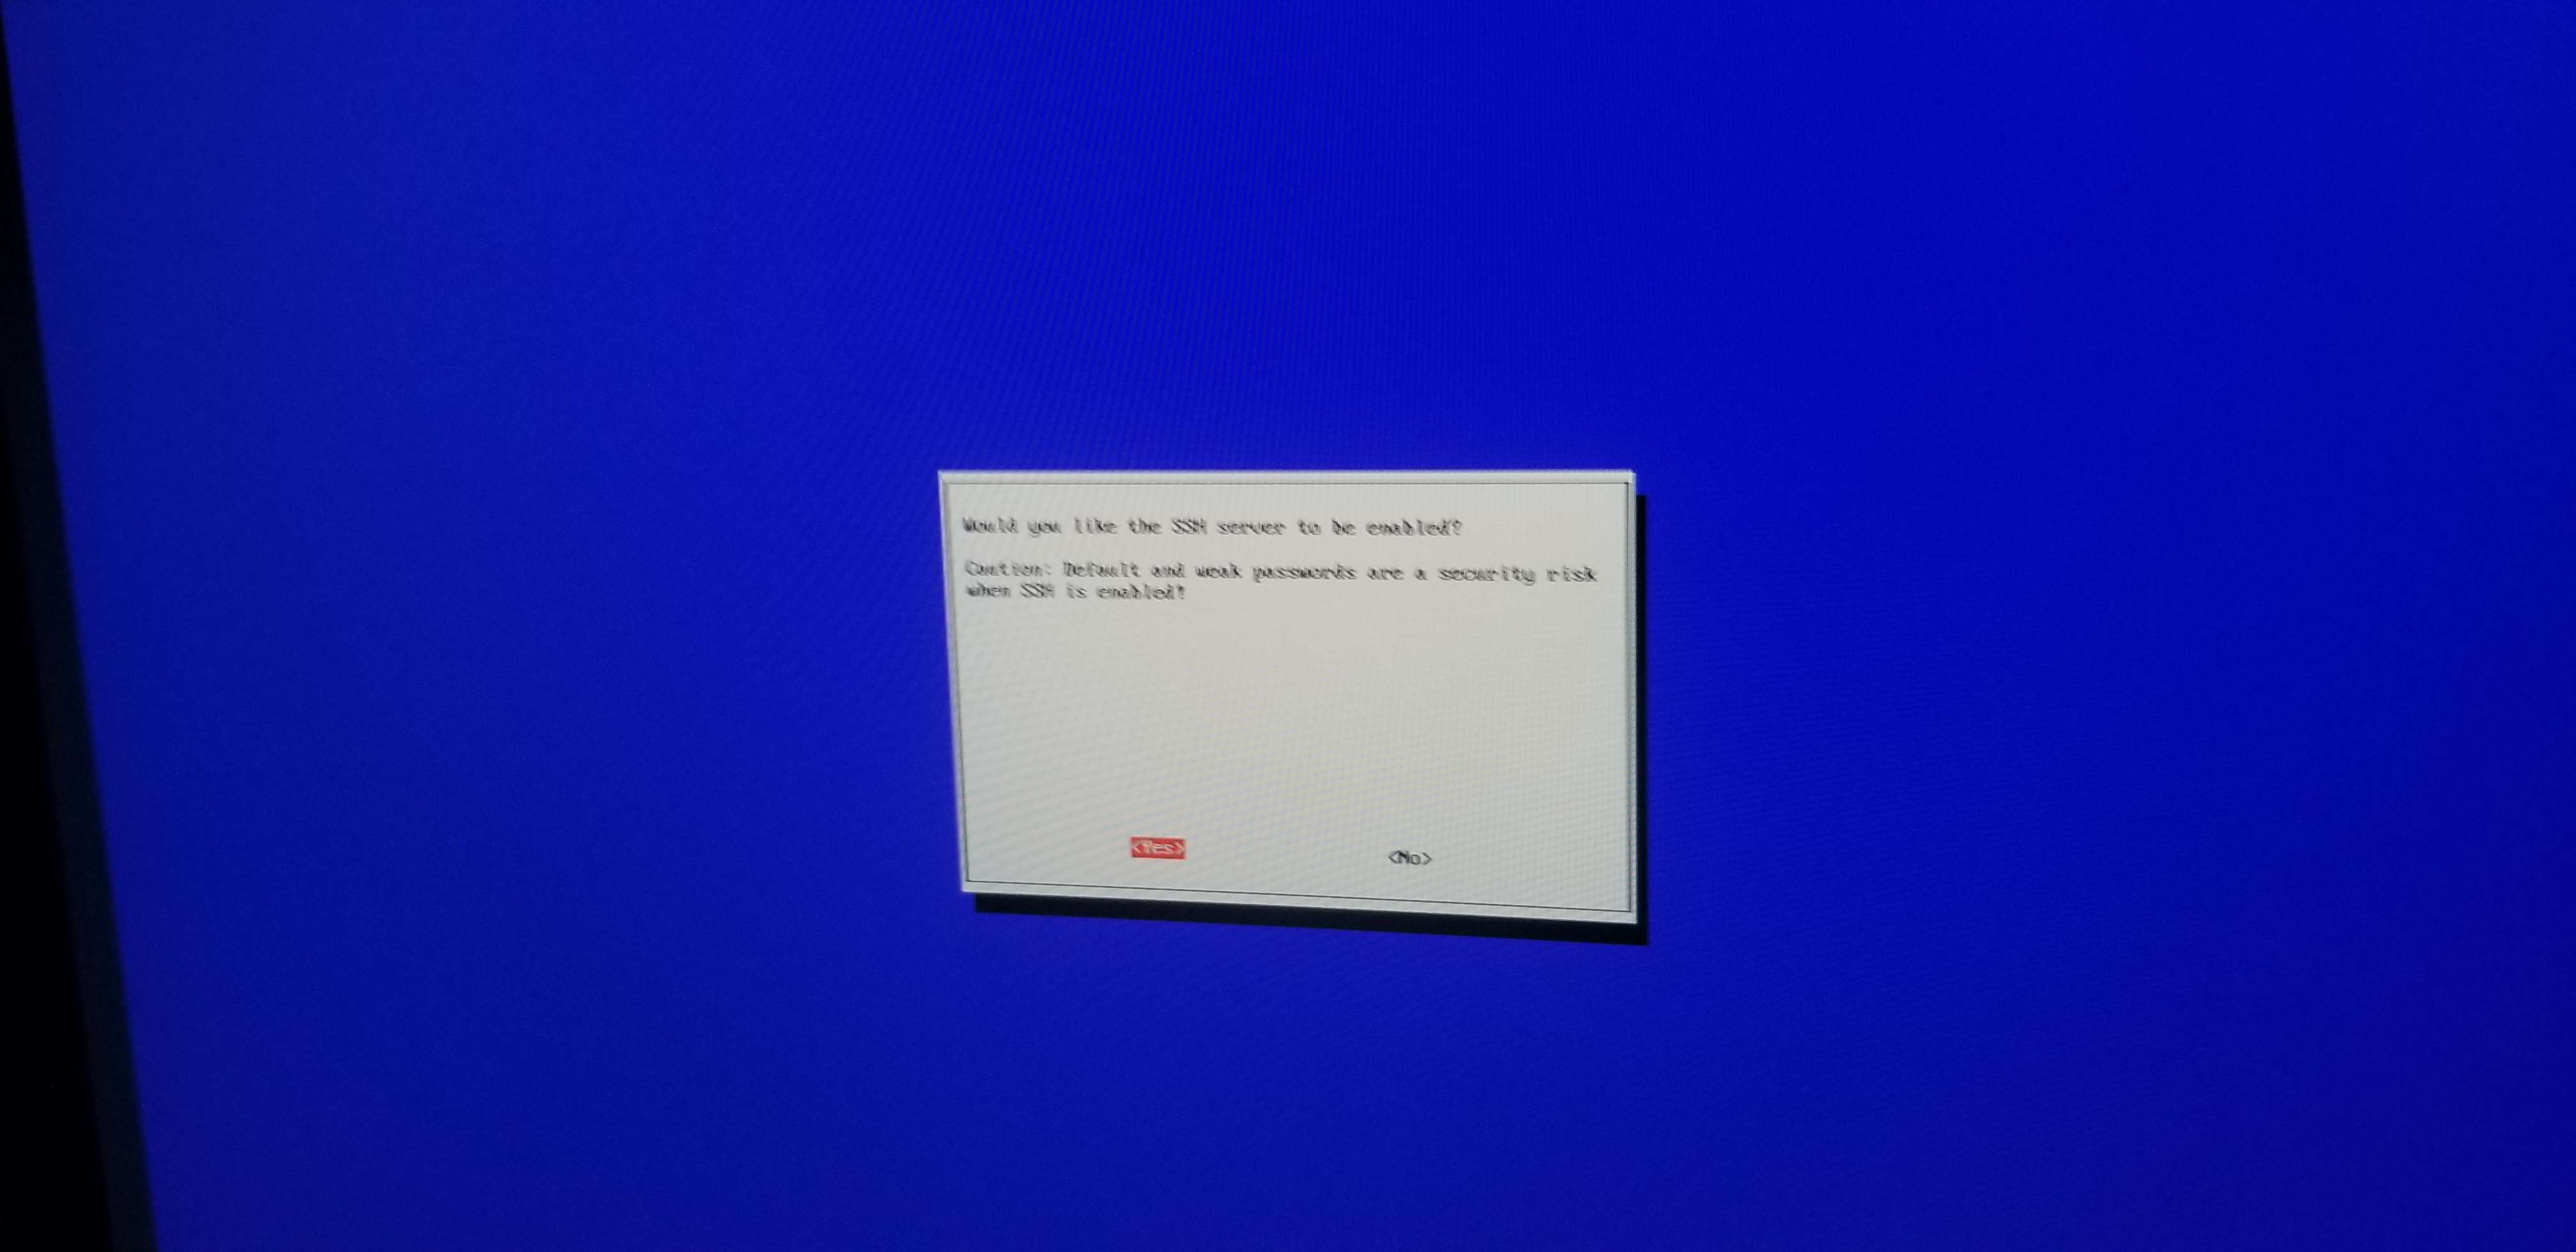 Would you like the SSH server to be enabled?
Caution: Default and weak passwords are a security risk
when SSH is enabled!
<Yes>
<No>